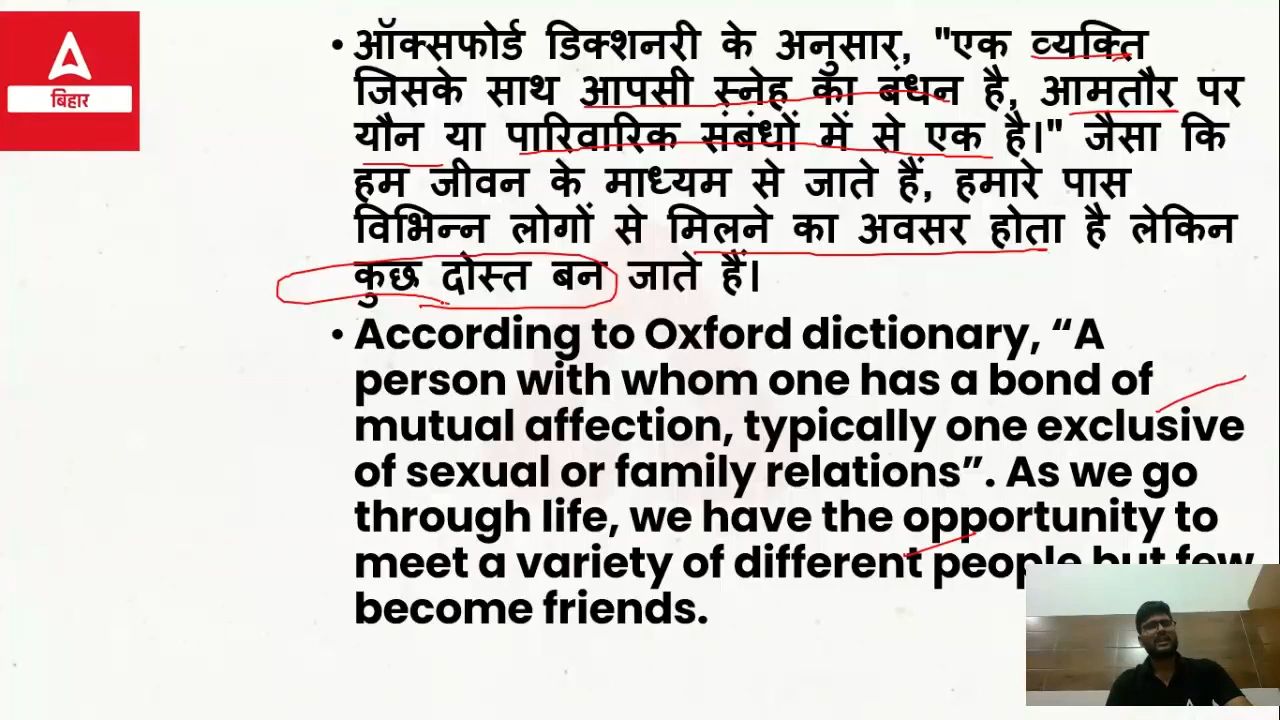 बिहार
• ऑक्सफोर्ड डिक्शनरी के अनुसार, "एक व्यक्ति
जिसके साथ आपसी स्नेह का बंधन है, आमतौर पर
यौन या पारिवारिक संबंधों में से एक है।" जैसा कि
हम जीवन के माध्यम से जाते हैं, हमारे पास
विभिन्न लोगों से मिलने का अवसर होता है लेकिन
कुछ दोस्त बन जाते हैं।
• According to Oxford dictionary, “A
person with whom one has a bond of
mutual affection, typically one exclusive
of sexual or family relations”. As we go
through life, we have the opportunity to
meet a variety of different people but few
become friends.